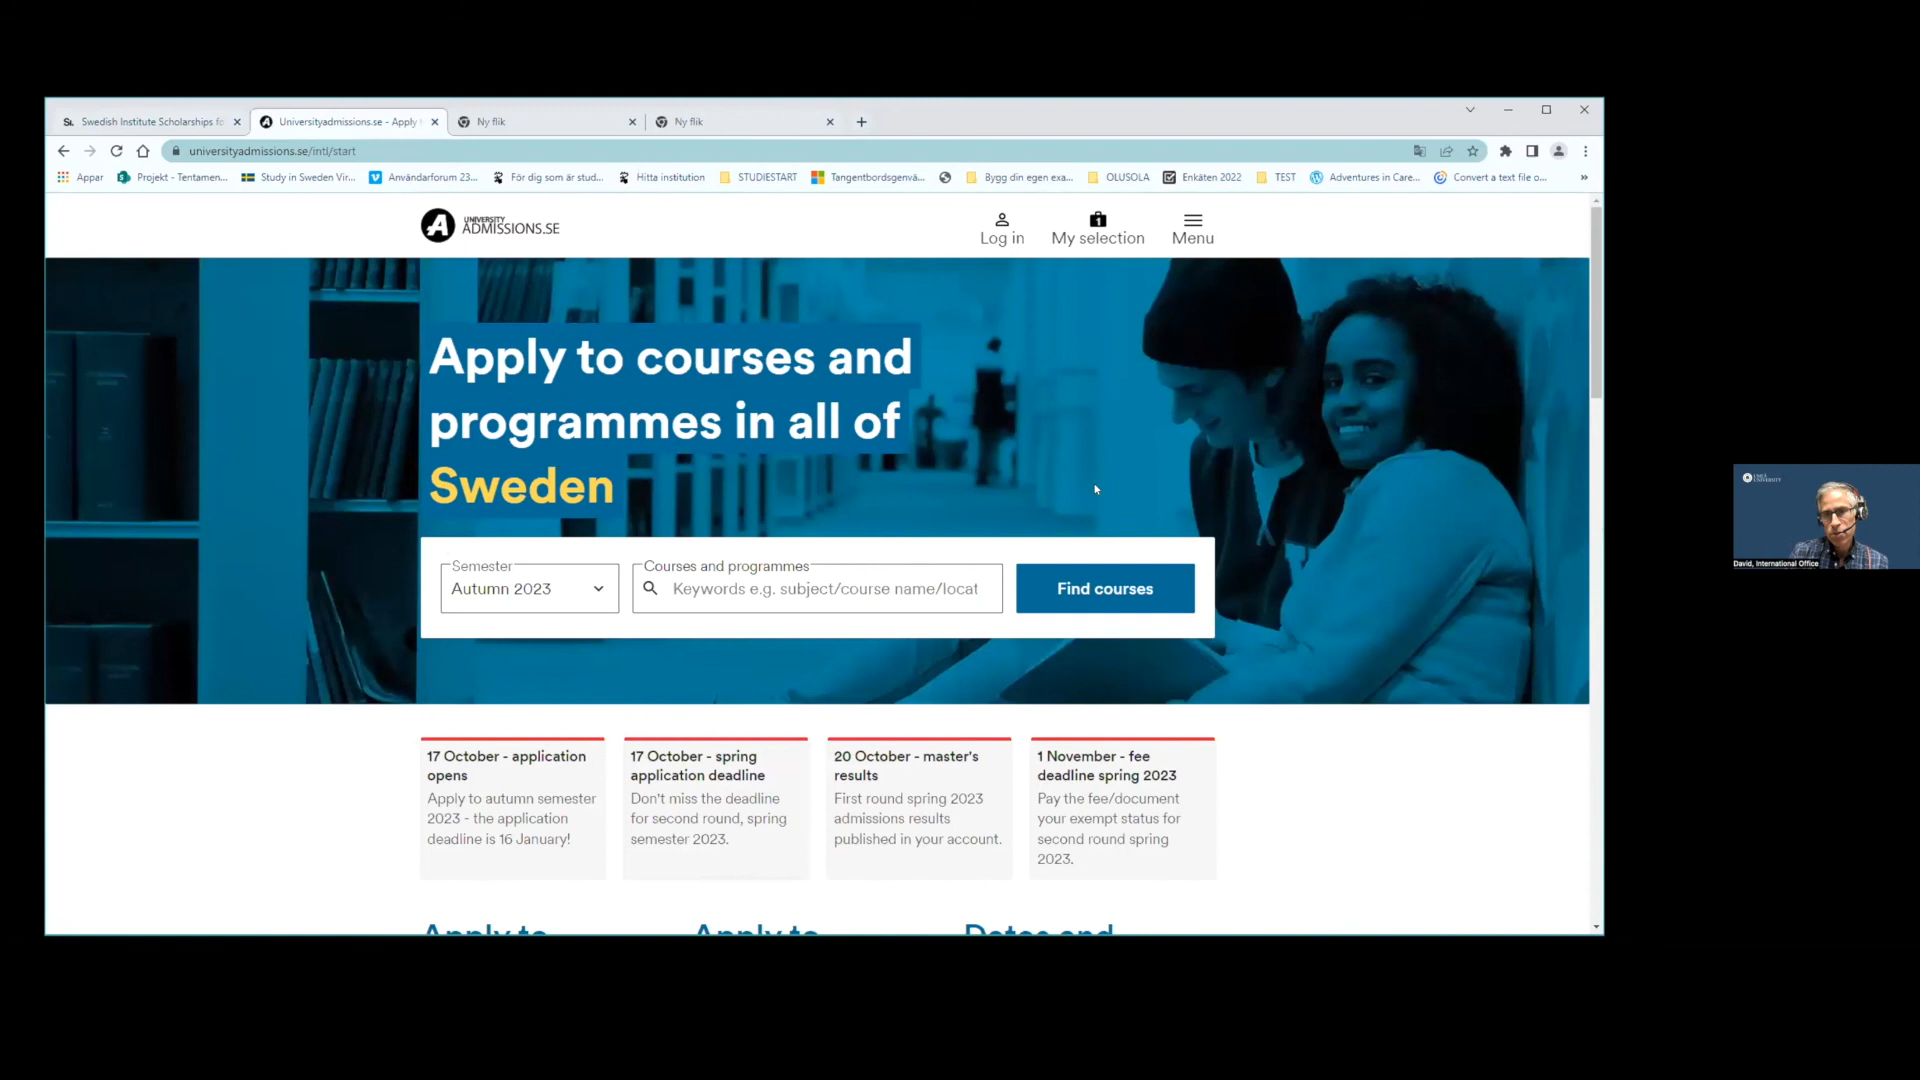 Swedish Institute Scholarships fo
Universityadmissions.se - Apply
Ny flik
Ny flik
universityadmissions.se/intl/start
Appar
Projekt - Tentamen...
Study in Sweden Vir...
Användarforum 23...
För dig som är stud...
Hitta institution
STUDIESTART
Tangentbordsgenvä...
Bygg din egen exa...
OLUSOLA
Enkäten 2022
TEST
Adventures in Care...
Convert a text file o...
UNIVERSITY
ADMISSIONS.SE
Log in
My selection
1
Menu
Apply to courses and
programmes in all of
Sweden
Semester
Autumn 2023
Courses and programmes
Keywords e.g. subject/course name/locat
Find courses
17 October - application
opens
Apply to autumn semester
2023 - the application
deadline is 16 January!
17 October - spring
application deadline
Don't miss the deadline
for second round, spring
semester 2023.
20 October - master's
results
First round spring 2023
admissions results
published in your account.
1 November - fee
deadline spring 2023
Pay the fee/document
your exempt status for
second round spring
2023.
Apply to
Apply to
Dates and
UMEÅ
UNIVERSITY
David, International Office